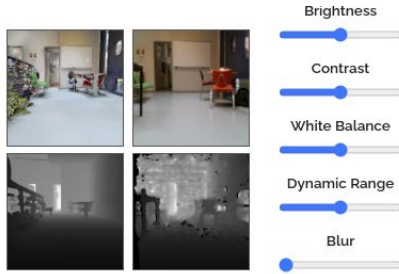 Brightness
Contrast
White Balance
Dynamic Range
Blur